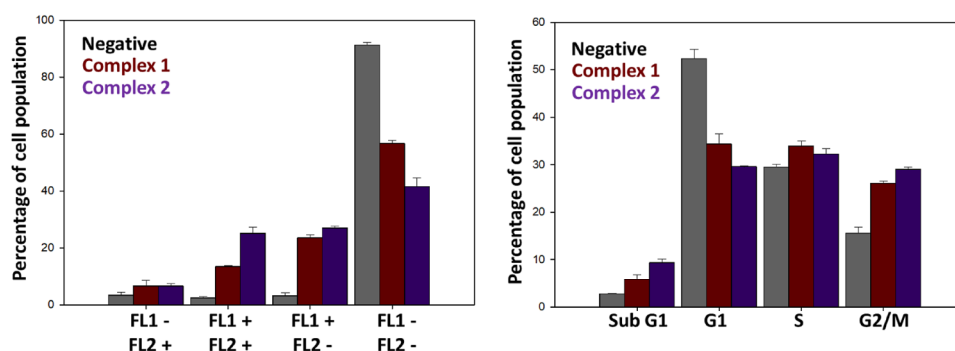 Percentage of cell population
100
80
60
40
20
0
Negative
Complex 1
Complex 2
FL1 - FL1 + FL1 + FL1 -
FL2 + FL2 + FL2 - FL2 -
Percentage of cell population
60
50
40
30
20
10
0
Negative
Complex 1
Complex 2
Sub G1 G1 S G2/M